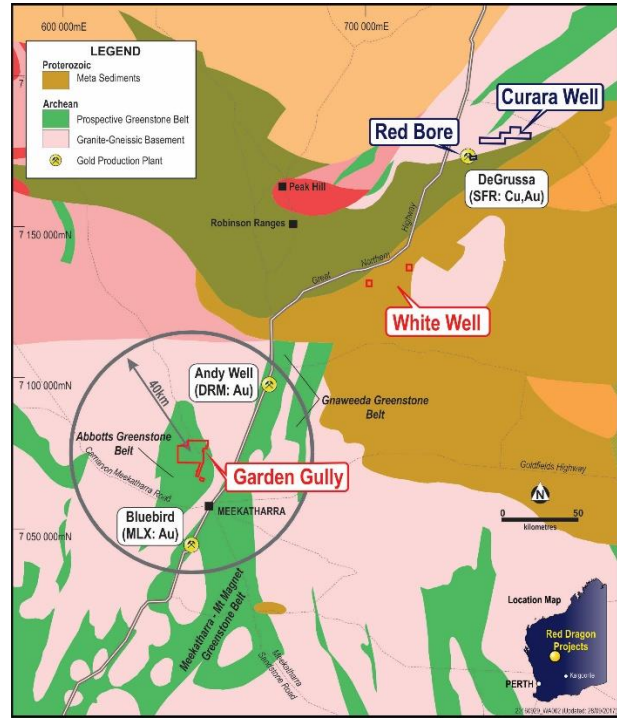 600 000mE
700 000mE
LEGEND
Proterozoic
Meta Sediments
Archean
Prospective Greenstone Belt
Granite-Gneissic Basement
Gold Production Plant
7
Curara Well
Red Bore
DeGrussa
(SFR: Cu,Au)
Peak Hill
Robinson Ranges
7 150 000mN
Great
Northern
Highway
White Well
Andy Well
(DRM: Au)
7 100 000mN
40km
Gnaweeda Greenstone
Belt
Abbotts Greenstone
Belt
Carnarvon Meekatharra Road
Goldfields Highway
Garden Gully
N
0
50
kilometres
MEEKATHARRA
Bluebird
(MLX: Au)
7 050 000mN
Meekatharra - Mt Magnet
Greenstone Belt
Meekatharra
Sandstone Road
Location Map
Red Dragon
Projects
Kalgoorlie
PERTH